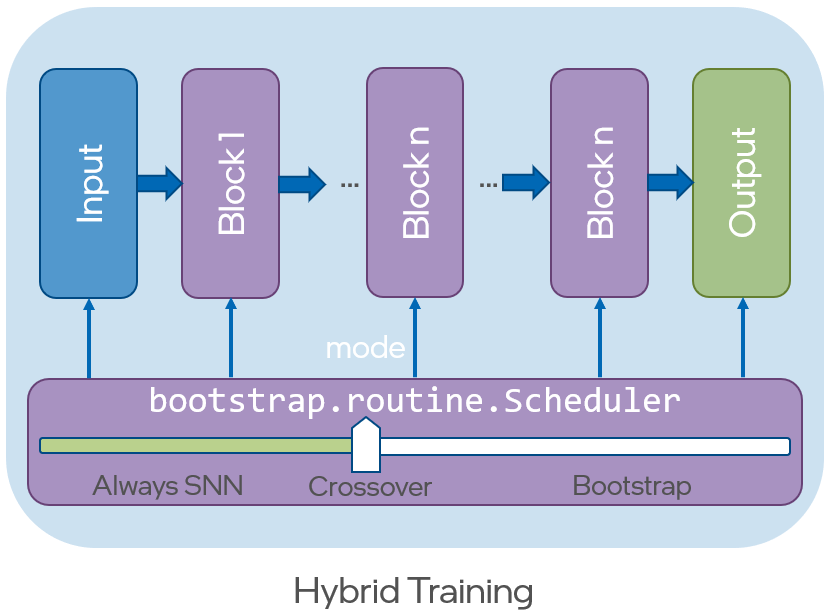 Input
Block 1
...
Block n
...
Block n
Output
mode
bootstrap.routine.Scheduler
Always SNN
Crossover
Bootstrap
Hybrid Training